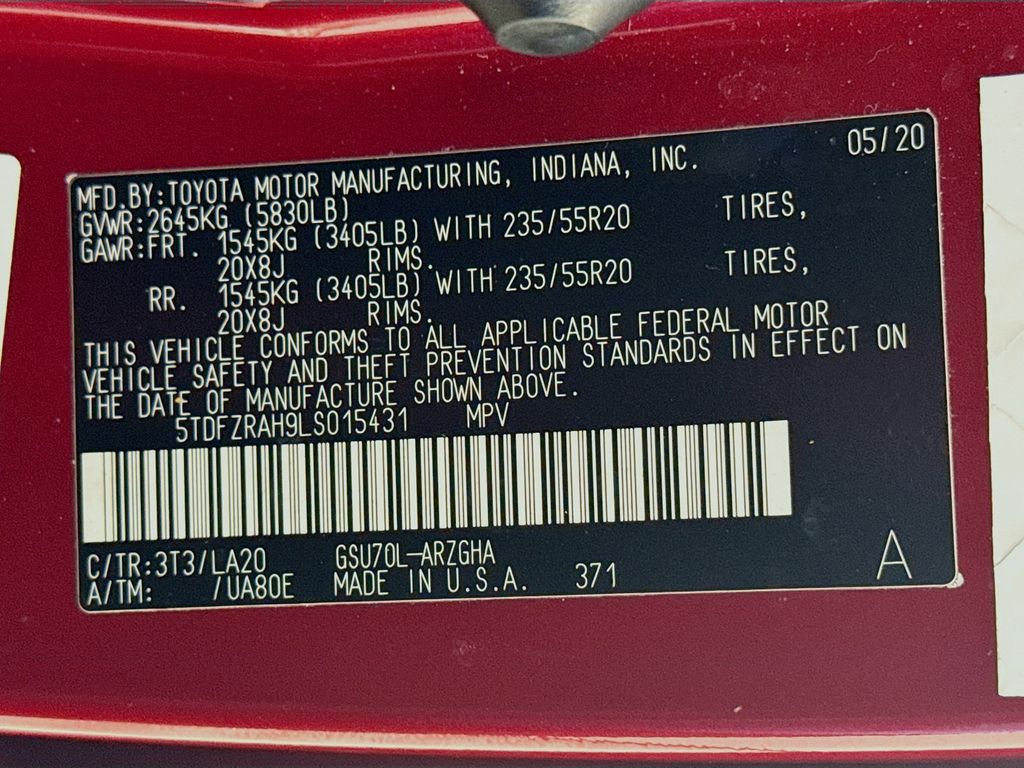 05/20
MFD.BY:TOYOTA MOTOR MANUFACTURING, INDIANA, INC.
GVWR:2645KG (5830LB)
GAWR:FRT. 1545KG (3405LB) WITH 235/55R20 TIRES,
20X8J RIMS.
RR. 1545KG (3405LB) WITH 235/55R20 TIRES,
20X8J RIMS.
THIS VEHICLE CONFORMS TO ALL APPLICABLE FEDERAL MOTOR
VEHICLE SAFETY AND THEFT PREVENTION STANDARDS IN EFFECT ON
THE DATE OF MANUFACTURE SHOWN ABOVE.
5TDFZRAH9LS015431 MPV
C/TR:3T3/LA20 GSU70L-ARZGHA
A/TM: /UA80E MADE IN U.S.A. 371
A